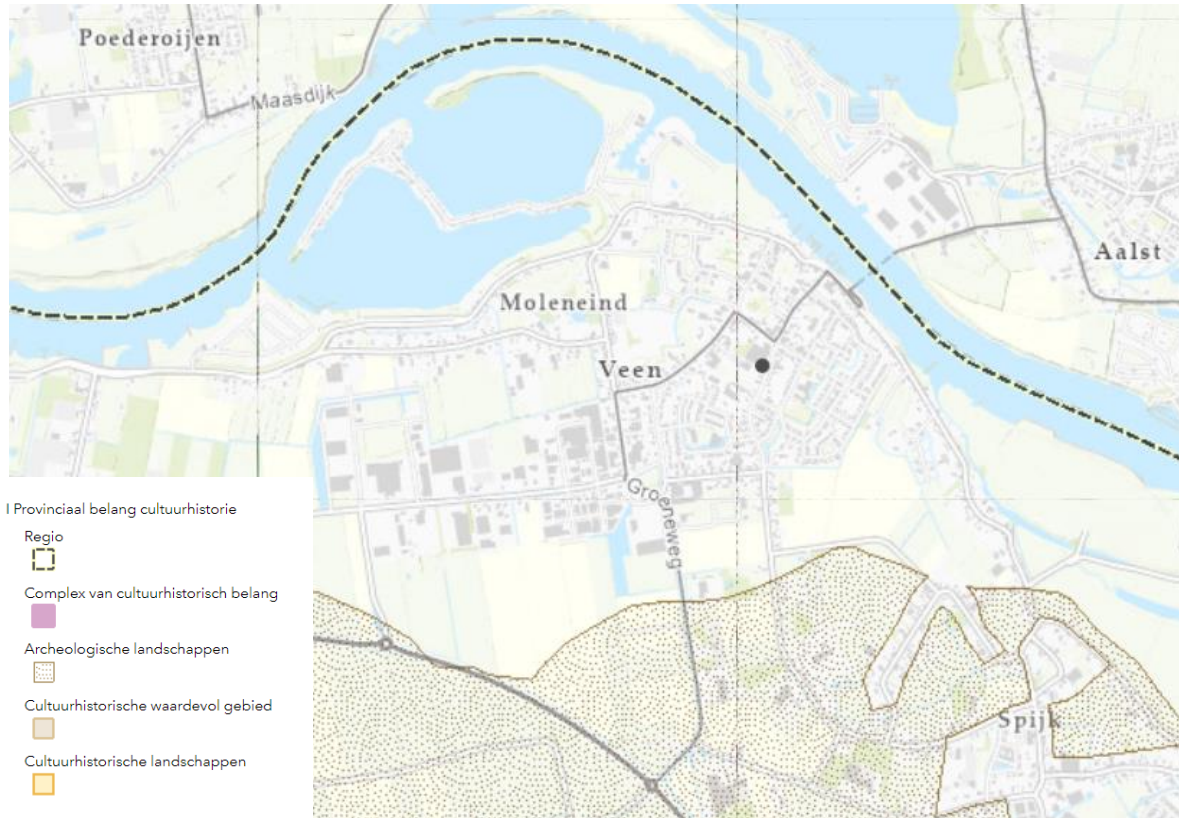 Poederoijen
Maasdijk
Aalst
Moleneind
Veen
Groeneweg
Spijk
l Provinciaal belang cultuurhistorie
Regio
Complex van cultuurhistorisch belang
Archeologische landschappen
Cultuurhistorische waardevol gebied
Cultuurhistorische landschappen